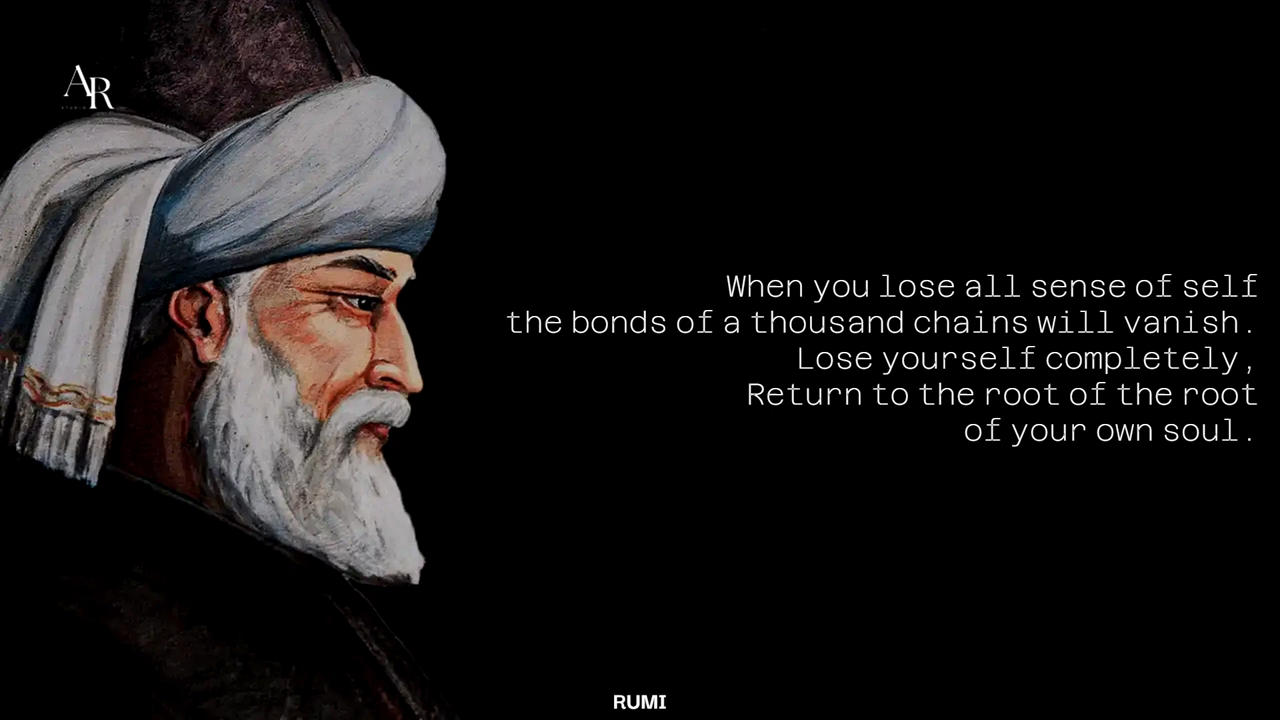 AR
When you lose all sense of self
the bonds of a thousand chains will vanish.
Lose yourself completely,
Return to the root of the root
of your own soul.
RUMI